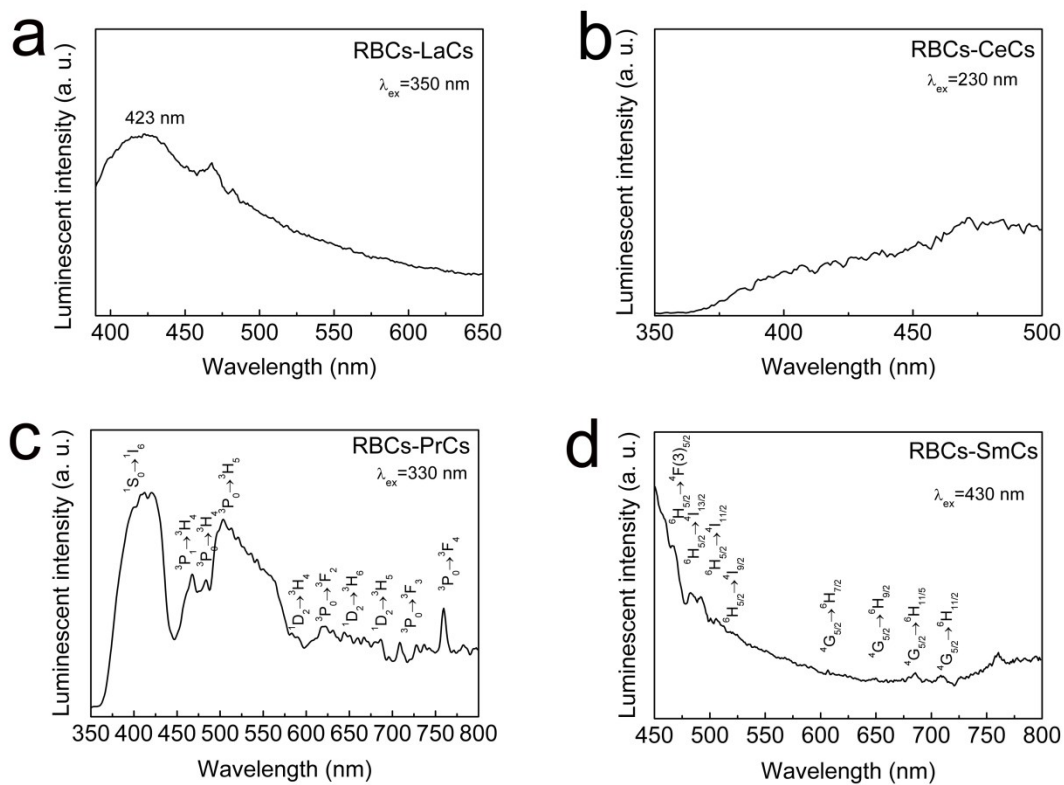 a
RBCs-LaCs
λex=350 nm
423 nm
Luminescent intensity (a. u.)
400 450 500 550 600 650
Wavelength (nm)
b
RBCs-CeCs
λex=230 nm
Luminescent intensity (a. u.)
350 400 450 500
Wavelength (nm)
c
RBCs-PrCs
λex=330 nm
¹S₀→¹I₆
³P₁→³H₄
³P₀→³H₄
³P₀→³H₅
¹D₂→³H₄
³P₀→³F₂
¹D₂→³H₆
¹D₂→³H₅
³P₀→³F₃
³P₀→³F₄
Luminescent intensity (a. u.)
350 400 450 500 550 600 650 700 750 800
Wavelength (nm)
d
RBCs-SmCs
λex=430 nm
⁶H5/2→⁴F(3)5/2
⁶H5/2→⁴I13/2
⁶H5/2→⁴I11/2
⁶H5/2→⁴I9/2
⁴G5/2→⁶H7/2
⁴G5/2→⁶H9/2
⁴G5/2→⁶H11/5
⁴G5/2→⁶H11/2
Luminescent intensity (a. u.)
450 500 550 600 650 700 750 800
Wavelength (nm)